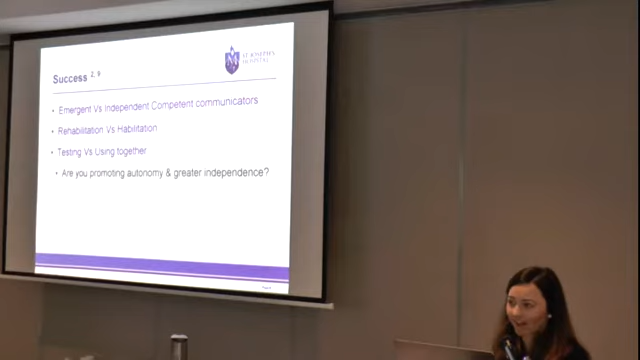 ST JOSEPH'S
HOSPITAL
Success 2, 9
• Emergent Vs Independent Competent communicators
• Rehabilitation Vs Habilitation
• Testing Vs Using together
• Are you promoting autonomy & greater independence?